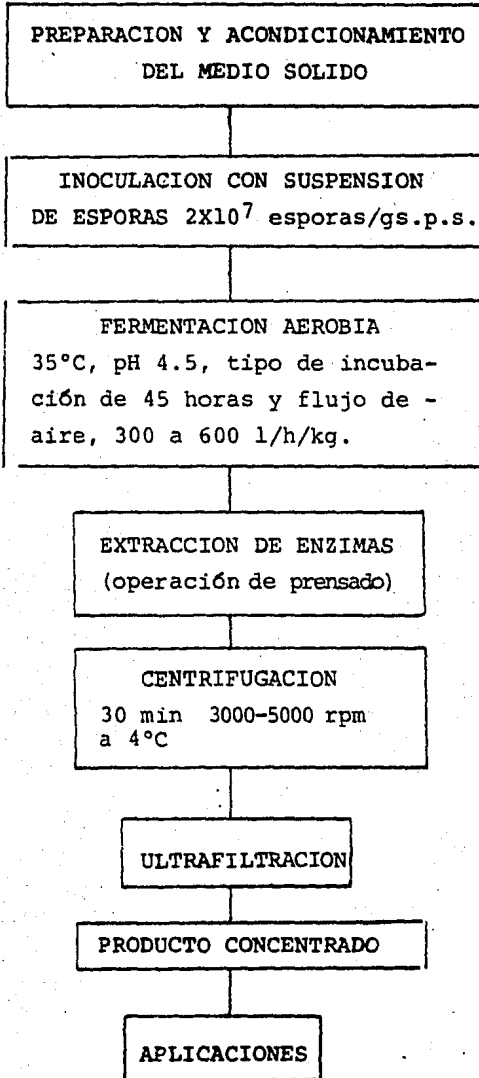 PREPARACION Y ACONDICIONAMIENTO
DEL MEDIO SOLIDO
INOCULACION CON SUSPENSION
DE ESPORAS 2X10⁷ esporas/gs.p.s.
FERMENTACION AEROBIA
35°C, pH 4.5, tipo de incuba-
ción de 45 horas y flujo de -
aire, 300 a 600 l/h/kg.
EXTRACCION DE ENZIMAS
(operación de prensado)
CENTRIFUGACION
30 min 3000-5000 rpm
a 4°C
ULTRAFILTRACION
PRODUCTO CONCENTRADO
APLICACIONES